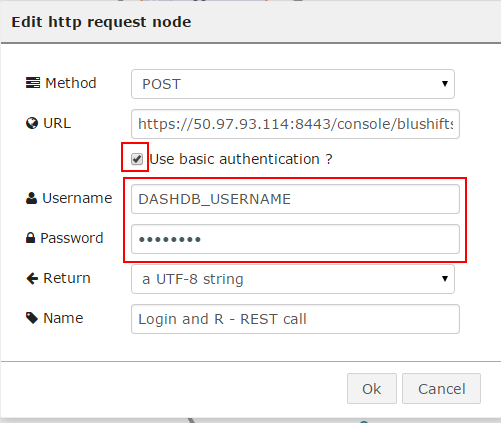 Edit http request node
Method
POST
URL
https://50.97.93.114:8443/console/blushifts
Use basic authentication ?
Username
DASHDB_USERNAME
Password
••••••••
Return
a UTF-8 string
Name
Login and R - REST call
Ok
Cancel